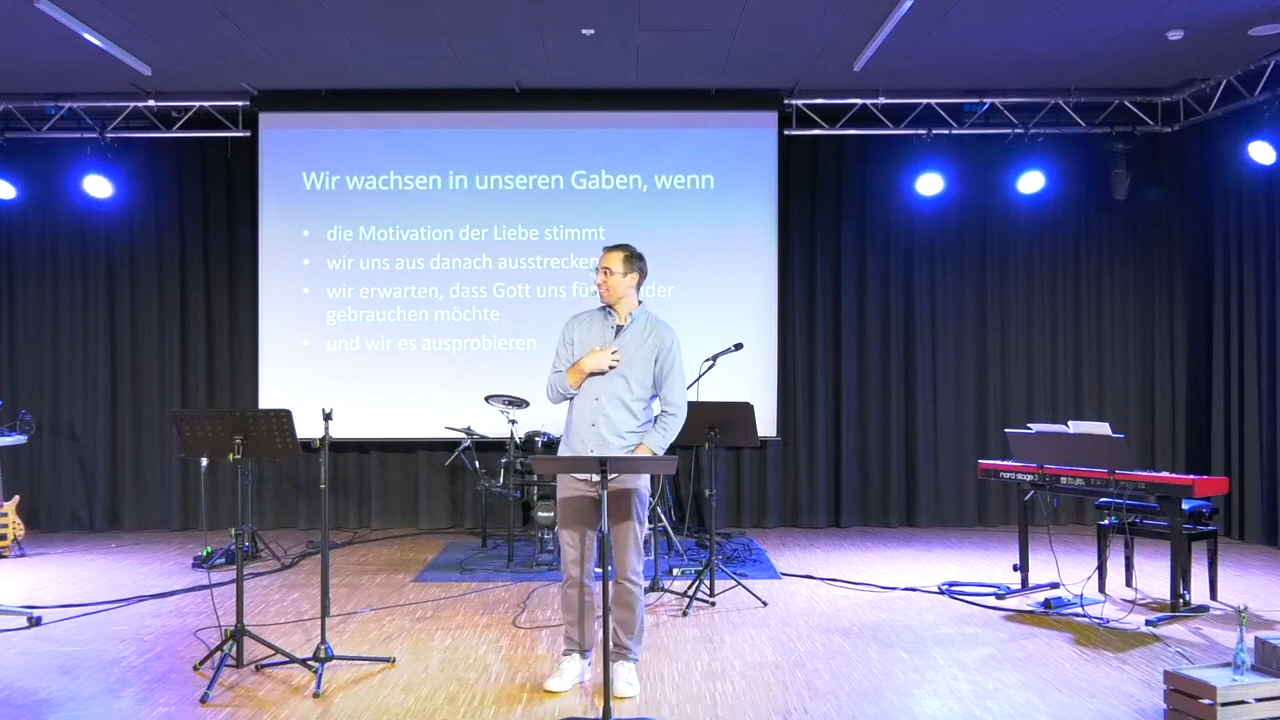 Wir wachsen in unseren Gaben, wenn
• die Motivation der Liebe stimmt
• wir uns aus danach ausstrecken
• wir erwarten, dass Gott uns
gebrauchen möchte
• und wir es ausprobieren
nord stage 3
Roland